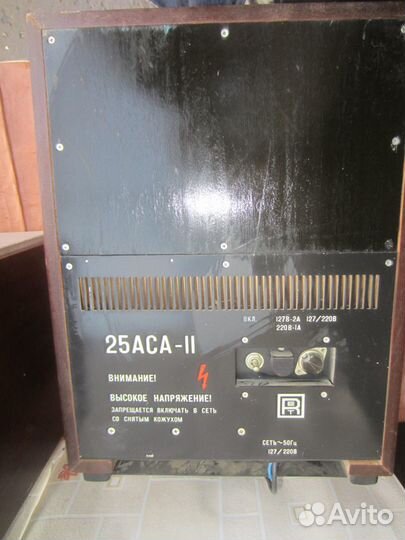 ВКЛ. 127В-2А 127/220В
220В-1А
25АСА-II
ВНИМАНИЕ!
ВЫСОКОЕ НАПРЯЖЕНИЕ!
ЗАПРЕЩАЕТСЯ ВКЛЮЧАТЬ В СЕТЬ
СО СНЯТЫМ КОЖУХОМ
СЕТЬ~50Гц
127/220В
Avito